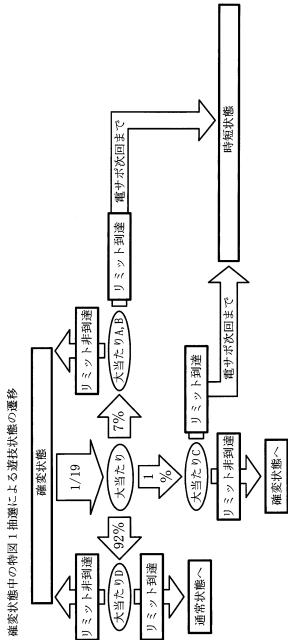 確変状態中の特図1抽選による遊技状態の遷移
確変状態
1/19
リミット非到達
リミット非到達
大当たりD
92%
大当たり
7%
大当たりA,B
リミット到達
電サポ次回まで
リミット到達
1
%
通常状態へ
大当たりC
リミット到達
電サポ次回まで
リミット非到達
確変状態へ
時短状態